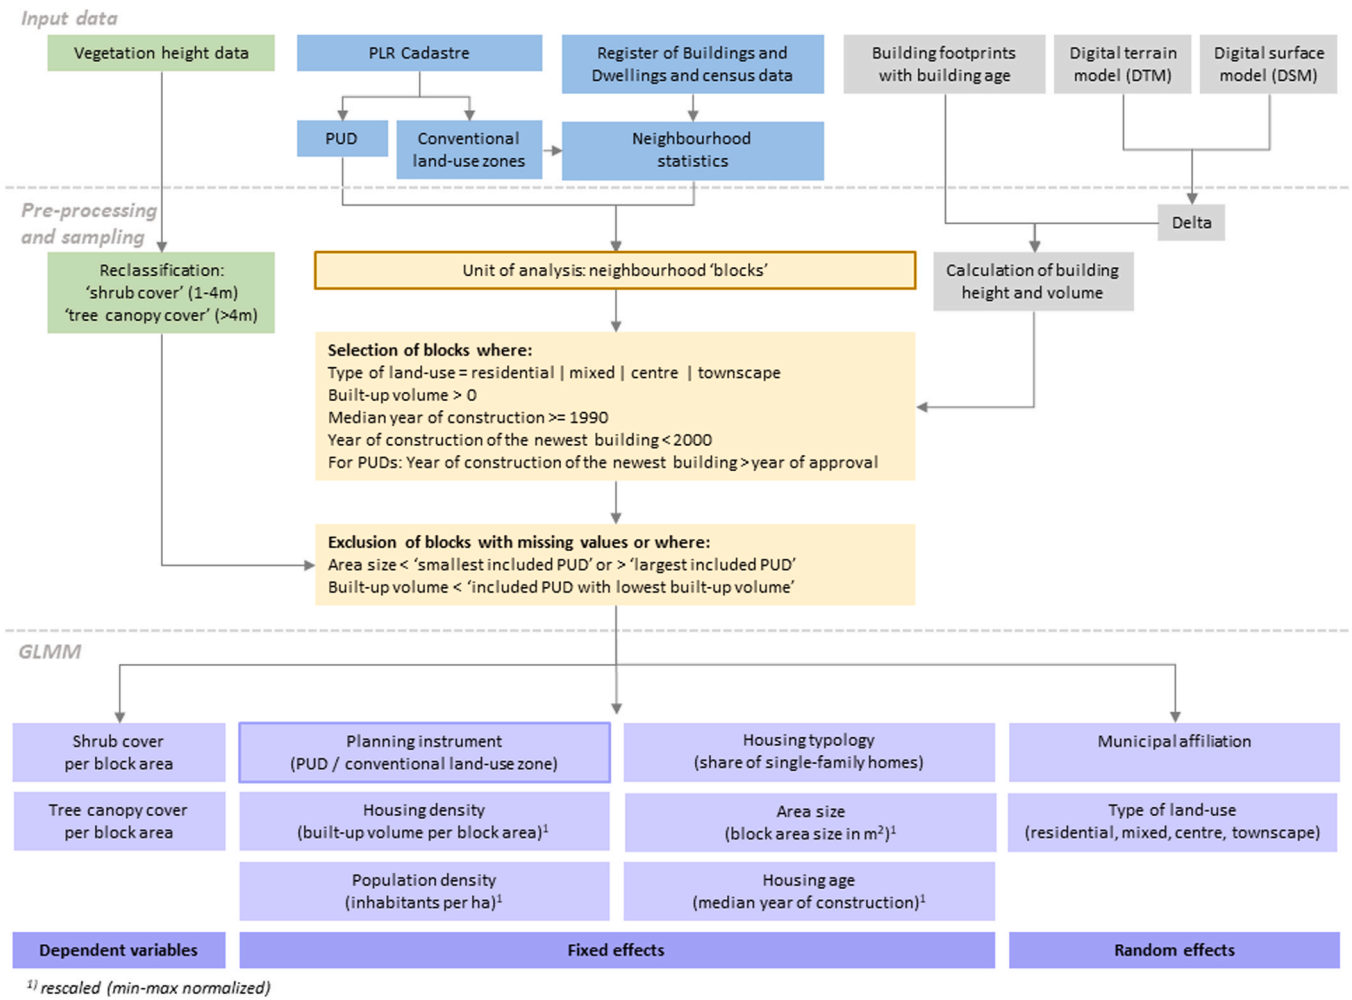 Input data
Vegetation height data
PLR Cadastre
Register of Buildings and
Dwellings and census data
Building footprints
with building age
Digital terrain
model (DTM)
Digital surface
model (DSM)
PUD
Conventional
land-use zones
Neighbourhood
statistics
Pre-processing
and sampling
Delta
Reclassification:
‘shrub cover’ (1-4m)
‘tree canopy cover’ (>4m)
Unit of analysis: neighbourhood ‘blocks’
Calculation of building
height and volume
Selection of blocks where:
Type of land-use = residential | mixed | centre | townscape
Built-up volume > 0
Median year of construction >= 1990
Year of construction of the newest building < 2000
For PUDs: Year of construction of the newest building > year of approval
Exclusion of blocks with missing values or where:
Area size < ‘smallest included PUD’ or > ‘largest included PUD’
Built-up volume < ‘included PUD with lowest built-up volume’
GLMM
Shrub cover
per block area
Planning instrument
(PUD / conventional land-use zone)
Housing typology
(share of single-family homes)
Municipal affiliation
Tree canopy cover
per block area
Housing density
(built-up volume per block area)¹
Area size
(block area size in m²)¹
Type of land-use
(residential, mixed, centre, townscape)
Population density
(inhabitants per ha)¹
Housing age
(median year of construction)¹
Dependent variables
Fixed effects
Random effects
¹⁾ rescaled (min-max normalized)